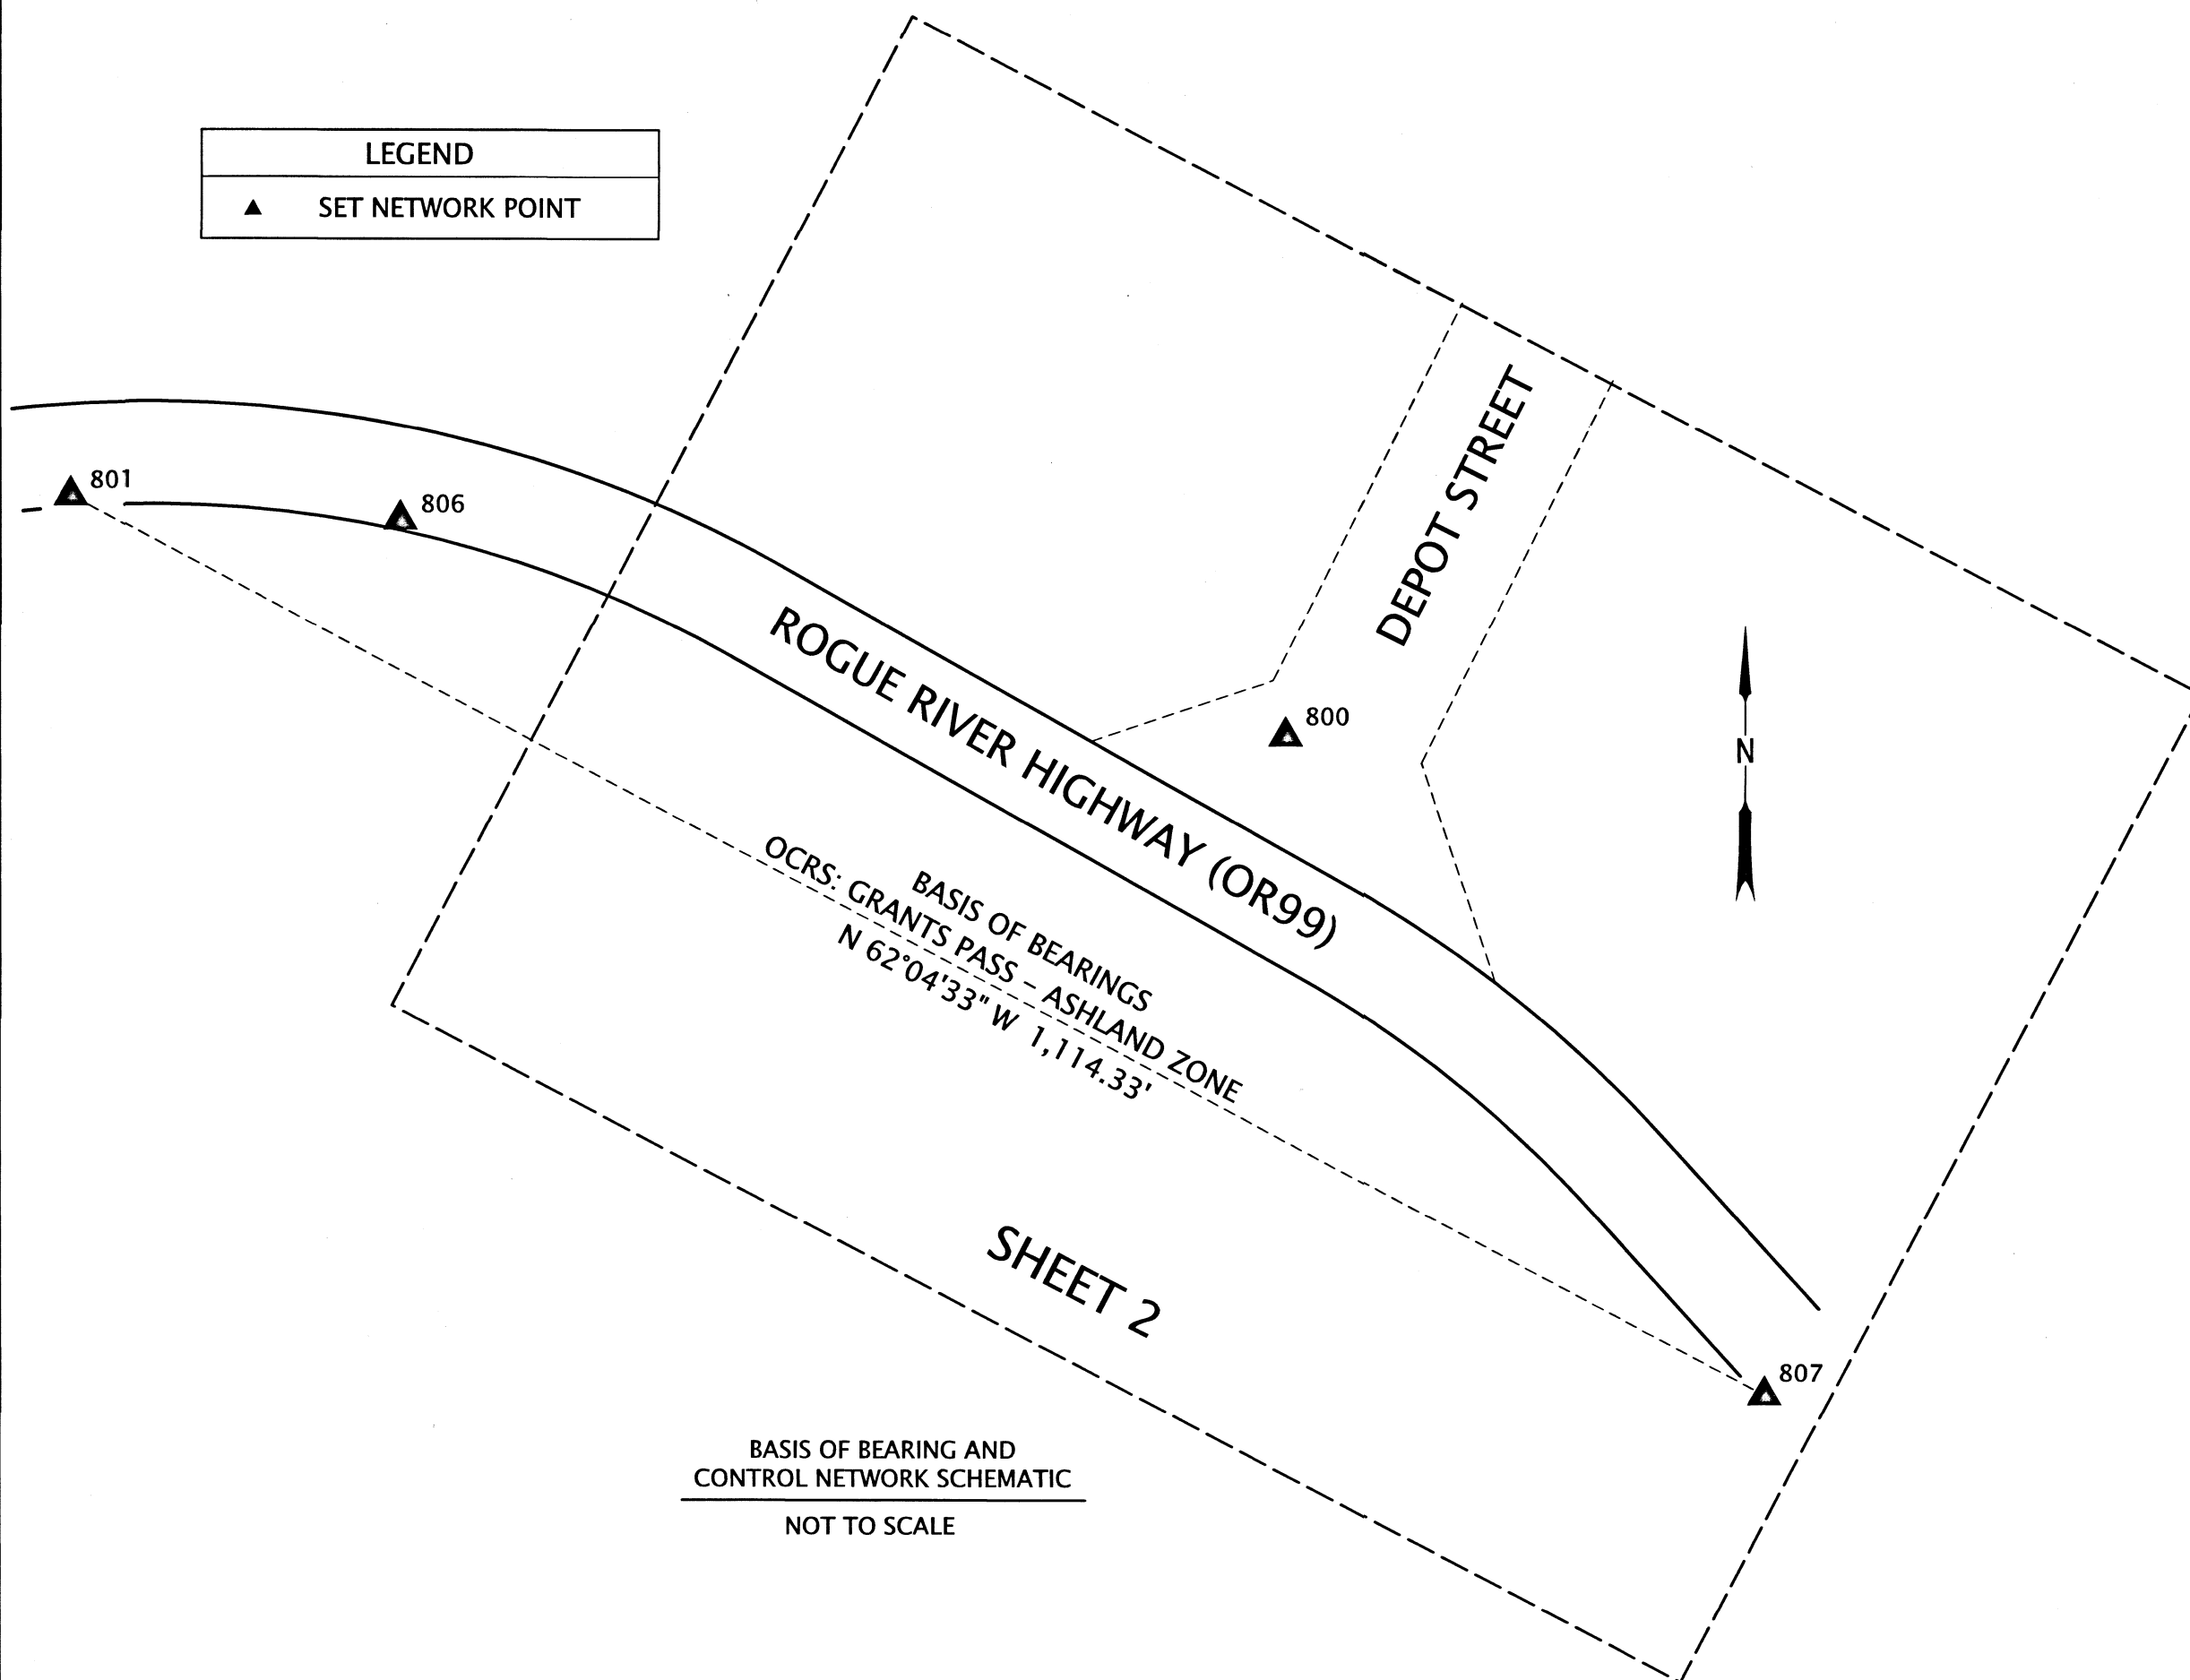 LEGEND
SET NETWORK POINT
801
806
DEPOT STREET
800
N
ROGUE RIVER HIGHWAY (OR99)
BASIS OF BEARINGS
OCRS: GRANTS PASS – ASHLAND ZONE
N 62°04'33" W 1,114.33'
SHEET 2
807
BASIS OF BEARING AND
CONTROL NETWORK SCHEMATIC
NOT TO SCALE